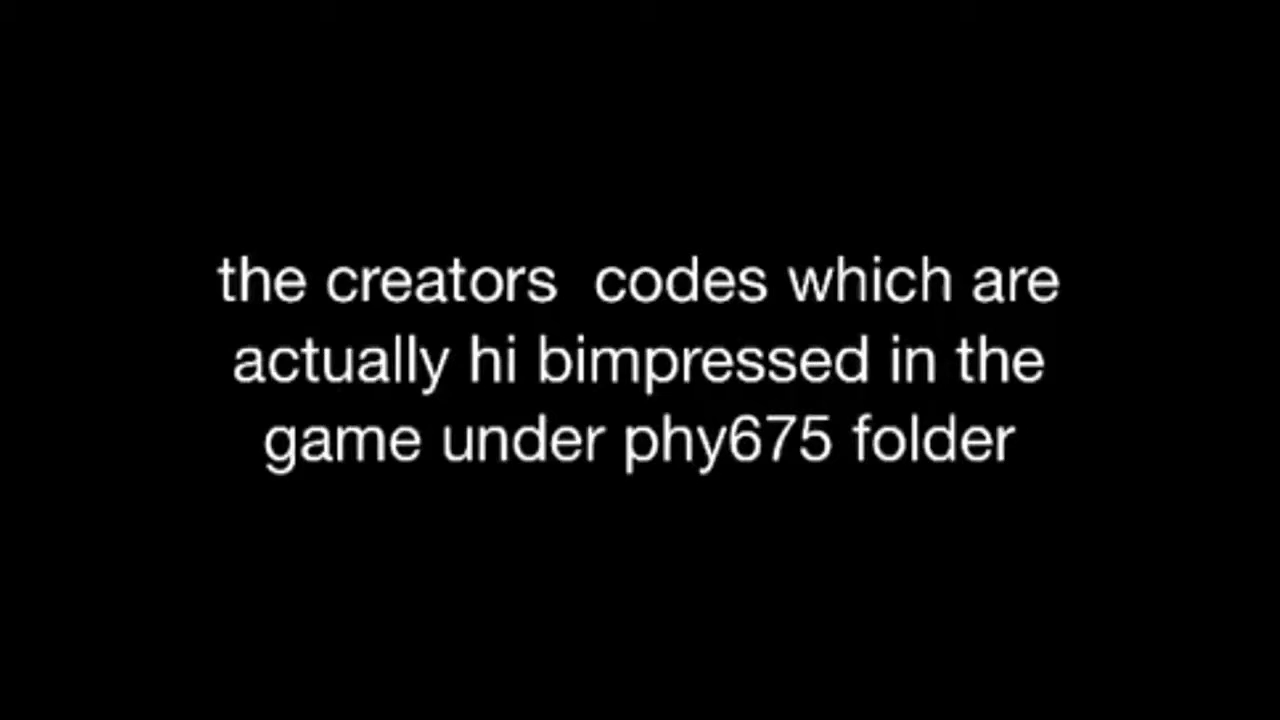 the creators  codes which are
actually hi bimpressed in the
game under phy675 folder